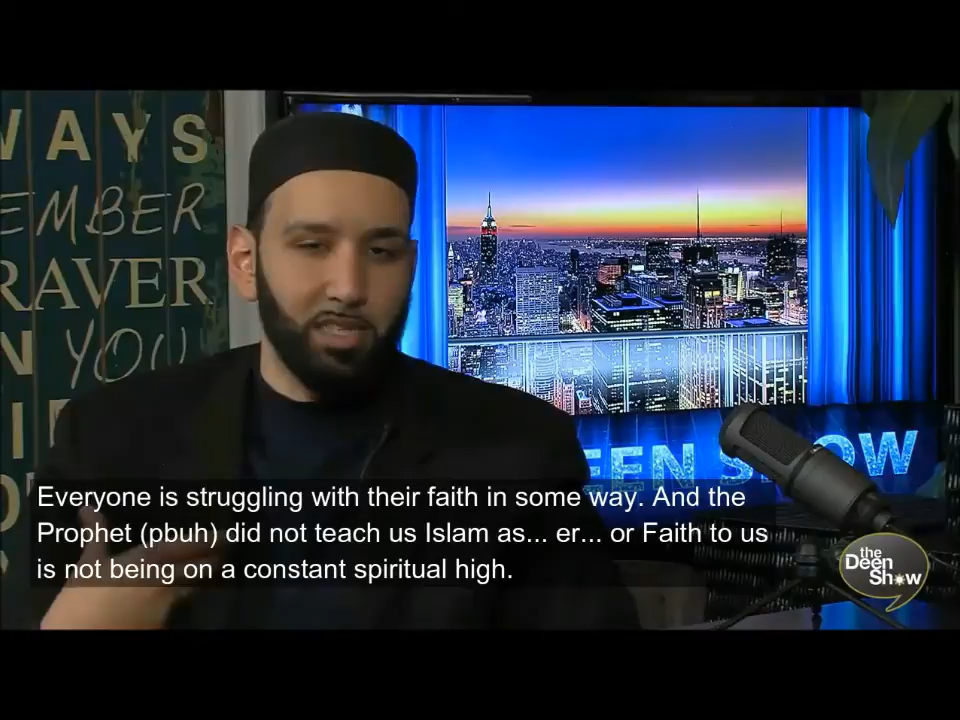 WAYS
EMBER
RAVER
N YOU
EEN SHOW
Everyone is struggling with their faith in some way. And the
Prophet (pbuh) did not teach us Islam as... er... or Faith to us
is not being on a constant spiritual high.
the
Deen
Show